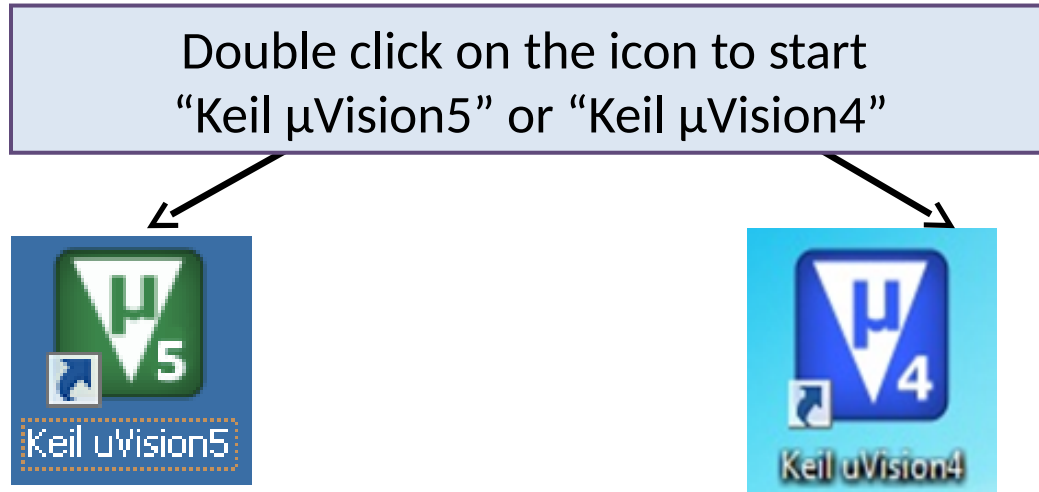 Double click on the icon to start
“Keil µVision5” or “Keil µVision4”
µ
5
Keil uVision5
µ
4
Keil uVision4